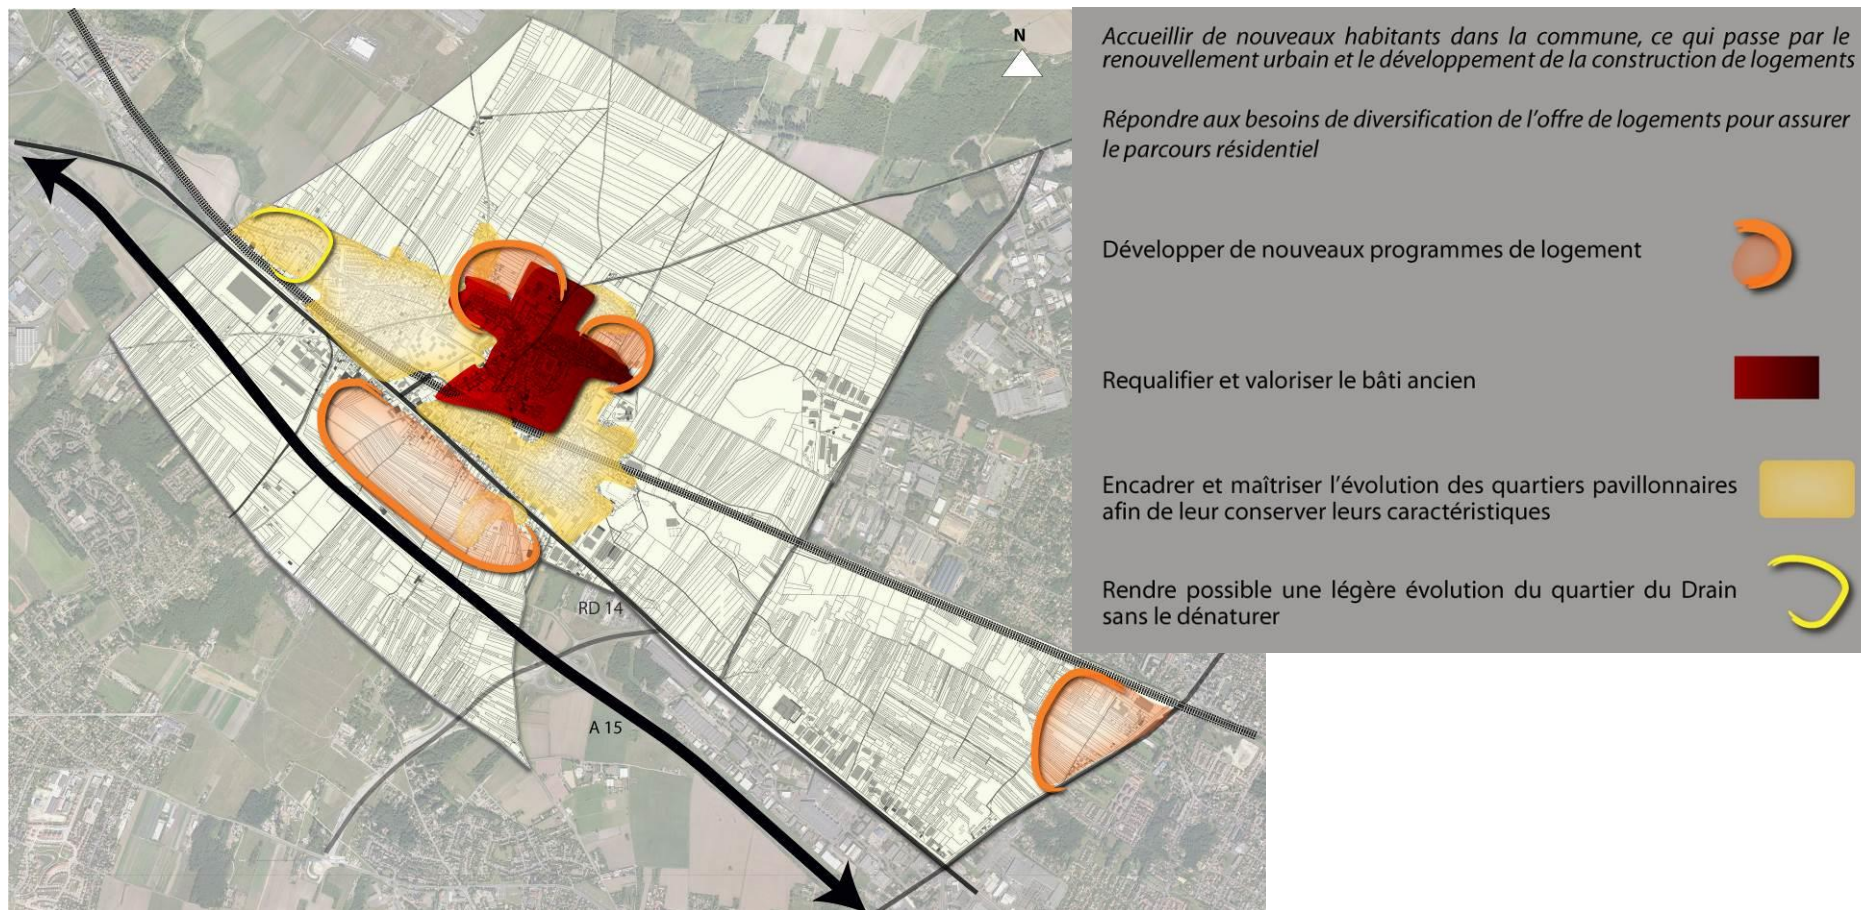 N
Accueillir de nouveaux habitants dans la commune, ce qui passe par le
renouvellement urbain et le développement de la construction de logements
Répondre aux besoins de diversification de l'offre de logements pour assurer
le parcours résidentiel
Développer de nouveaux programmes de logement
Requalifier et valoriser le bâti ancien
Encadrer et maîtriser l'évolution des quartiers pavillonnaires
afin de leur conserver leurs caractéristiques
Rendre possible une légère évolution du quartier du Drain
sans le dénaturer
RD 14
A 15